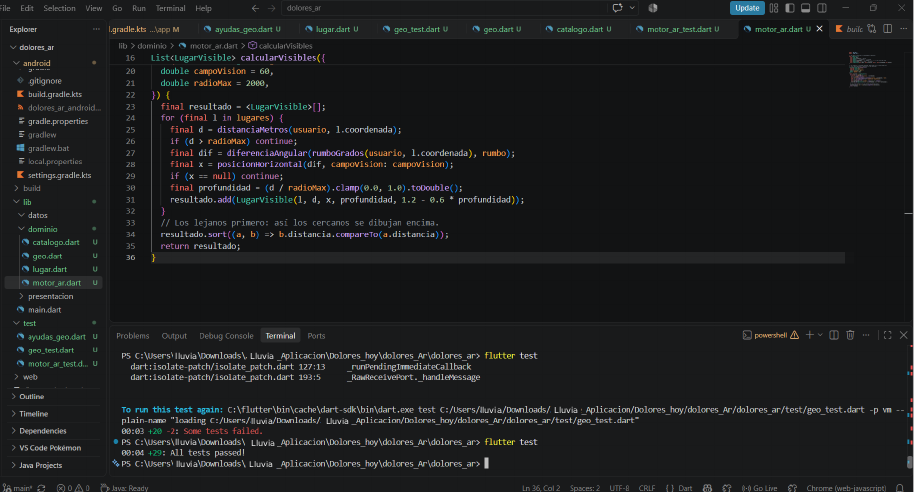 File Edit Selection View Go Run Terminal Help
dolores_ar
Update
Explorer
.gradle.kts ...\app M
ayudas_geo.dart U
lugar.dart U
geo_test.dart U
geo.dart U
catalogo.dart U
motor_ar_test.dart U
motor_ar.dart U
lib > dominio > motor_ar.dart > calcularVisibles
dolores_ar
android
.gitignore
build.gradle.kts
dolores_ar_android...
gradle.properties
gradlew
gradlew.bat
local.properties
settings.gradle.kts
build
lib
datos
dominio
catalogo.dart U
geo.dart U
lugar.dart U
motor_ar.dart U
presentacion
main.dart
test
ayudas_geo.dart U
geo_test.dart U
motor_ar_test.d... U
web
Outline
Timeline
Dependencies
VS Code Pokémon
Java Projects
16 List<LugarVisible> calcularVisibles({
20 double campoVision = 60,
21 double radioMax = 2000,
22 }) {
23 final resultado = <LugarVisible>[];
24 for (final l in lugares) {
25 final d = distanciaMetros(usuario, l.coordenada);
26 if (d > radioMax) continue;
27 final dif = diferenciaAngular(rumboGrados(usuario, l.coordenada), rumbo);
28 final x = posicionHorizontal(dif, campoVision: campoVision);
29 if (x == null) continue;
30 final profundidad = (d / radioMax).clamp(0.0, 1.0).toDouble();
31 resultado.add(LugarVisible(l, d, x, profundidad, 1.2 - 0.6 * profundidad));
32 }
33 // Los lejanos primero: así los cercanos se dibujan encima.
34 resultado.sort((a, b) => b.distancia.compareTo(a.distancia));
35 return resultado;
36 }
Problems Output Debug Console Terminal Ports
powershell
PS C:\Users\lluvia\Downloads\. Lluvia _Aplicacion\Dolores_hoy\dolores_Ar\dolores_ar> flutter test
dart:isolate-patch/isolate_patch.dart 127:13 _runPendingImmediateCallback
dart:isolate-patch/isolate_patch.dart 193:5 _RawReceivePort._handleMessage
To run this test again: C:\flutter\bin\cache\dart-sdk\bin\dart.exe test C:/Users/lluvia/Downloads/ Lluvia _Aplicacion/Dolores_hoy/dolores_Ar/dolores_ar/test/geo_test.dart -p vm --
plain-name "loading C:/Users/lluvia/Downloads/ Lluvia _Aplicacion/Dolores_hoy/dolores_Ar/dolores_ar/test/geo_test.dart"
00:03 +20 -2: Some tests failed.
PS C:\Users\lluvia\Downloads\. Lluvia _Aplicacion\Dolores_hoy\dolores_Ar\dolores_ar> flutter test
00:04 +29: All tests passed!
PS C:\Users\lluvia\Downloads\. Lluvia _Aplicacion\Dolores_hoy\dolores_Ar\dolores_ar>
main* 0 0 Java: Ready
Ln 36, Col 2 Spaces: 2 UTF-8 CRLF { } Dart Go Live Chrome (web-javascript)